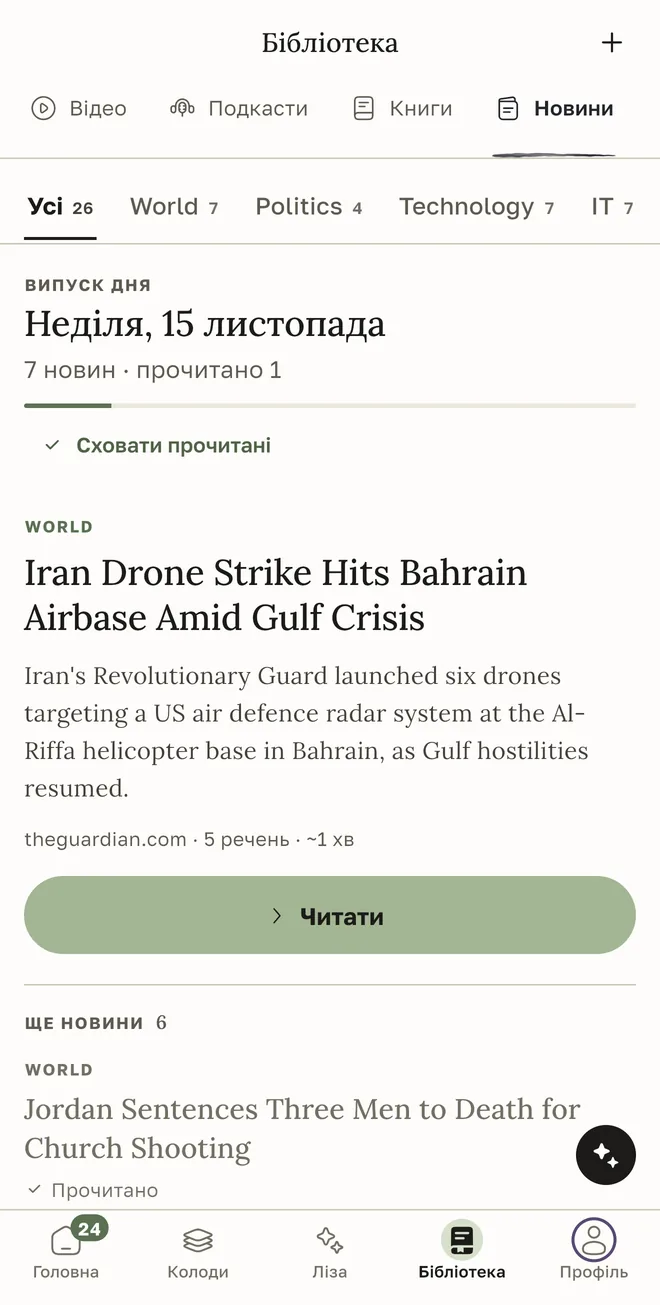 Бібліотека
Відео Подкасти Книги Новини
Усі 26 World 7 Politics 4 Technology 7 IT 7
ВИПУСК ДНЯ
Неділя, 15 листопада
7 новин · прочитано 1
Сховати прочитані
WORLD
Iran Drone Strike Hits Bahrain
Airbase Amid Gulf Crisis
Iran's Revolutionary Guard launched six drones
targeting a US air defence radar system at the Al-
Riffa helicopter base in Bahrain, as Gulf hostilities
resumed.
theguardian.com · 5 речень · ~1 хв
Читати
ЩЕ НОВИНИ 6
WORLD
Jordan Sentences Three Men to Death for
Church Shooting
Прочитано
24
Головна Колоди Ліза Бібліотека Профіль